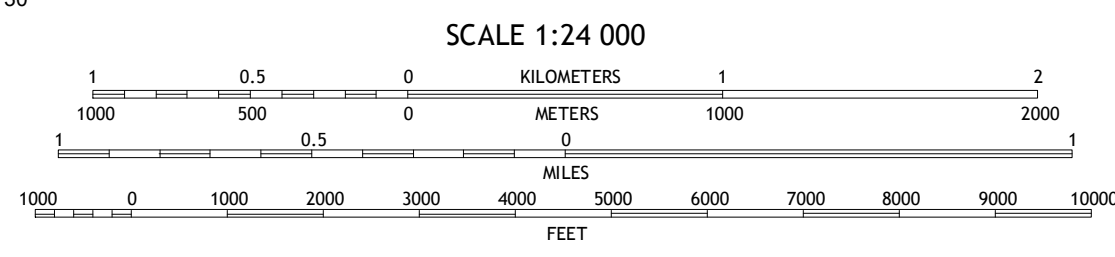 SCALE 1:24 000
1 0.5 0 KILOMETERS 1 2
1000 500 0 METERS 1000 2000
1 0.5 0 1
MILES
1000 0 1000 2000 3000 4000 5000 6000 7000 8000 9000 10000
FEET